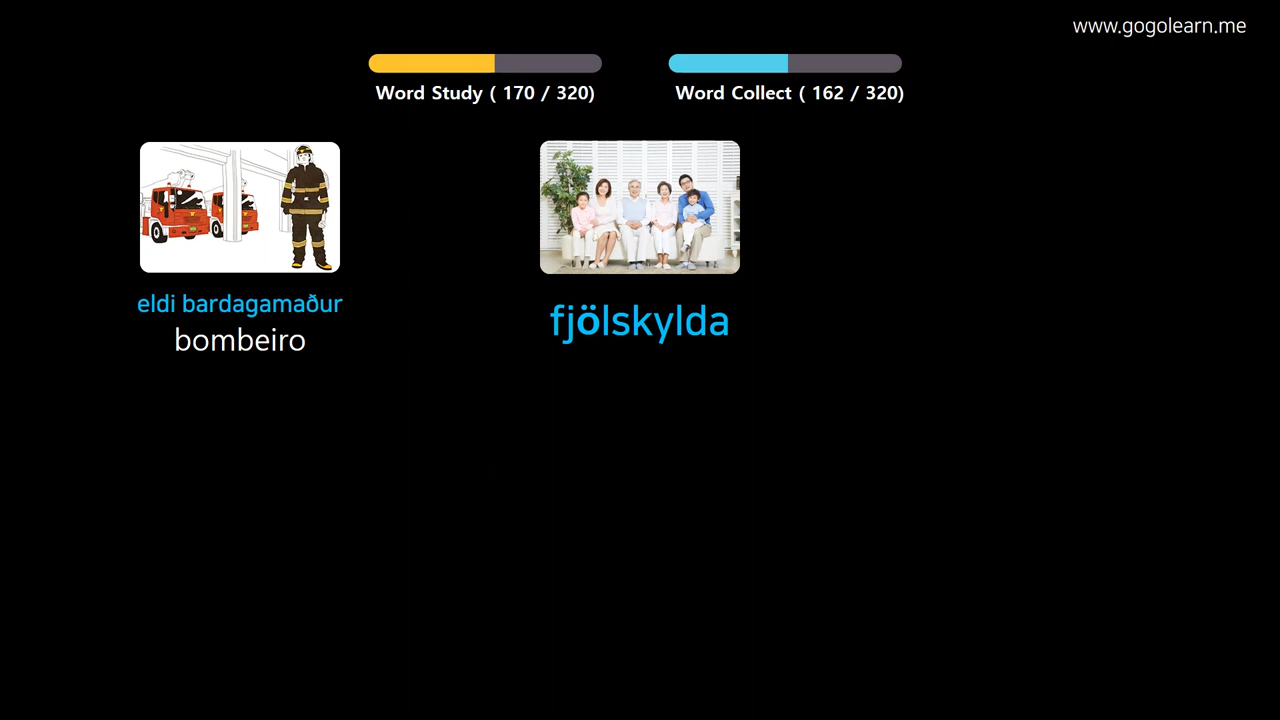 www.gogolearn.me
Word Study ( 170 / 320)
Word Collect ( 162 / 320)
eldi bardagamaður
bombeiro
fjölskylda